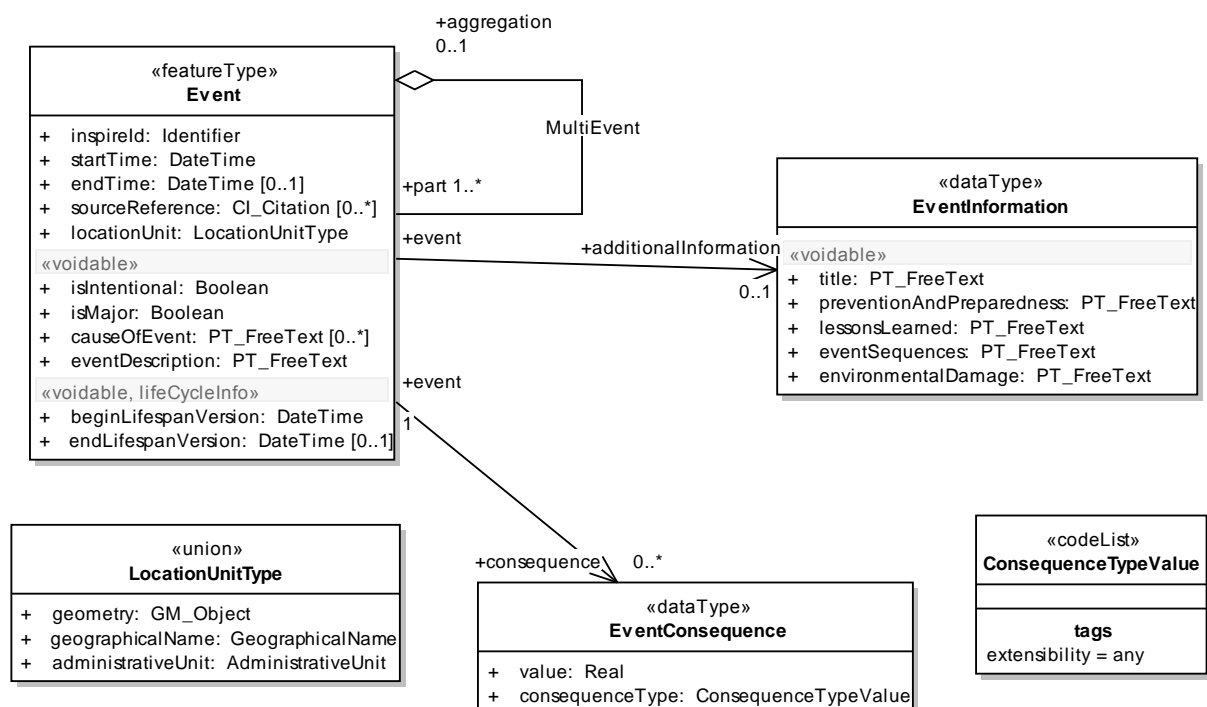 +aggregation
0..1
«featureType»
Event
+ inspireId: Identifier
+ startTime: DateTime
+ endTime: DateTime [0..1]
+ sourceReference: CI_Citation [0..*]
+ locationUnit: LocationUnitType
«voidable»
+ isIntentional: Boolean
+ isMajor: Boolean
+ causeOfEvent: PT_FreeText [0..*]
+ eventDescription: PT_FreeText
«voidable, lifeCycleInfo»
+ beginLifespanVersion: DateTime
+ endLifespanVersion: DateTime [0..1]
MultiEvent
+part 1..*
+event
+additionalInformation
0..1
«dataType»
EventInformation
«voidable»
+ title: PT_FreeText
+ preventionAndPreparedness: PT_FreeText
+ lessonsLearned: PT_FreeText
+ eventSequences: PT_FreeText
+ environmentalDamage: PT_FreeText
+event
1
+consequence 0..*
«union»
LocationUnitType
+ geometry: GM_Object
+ geographicalName: GeographicalName
+ administrativeUnit: AdministrativeUnit
«dataType»
EventConsequence
+ value: Real
+ consequenceType: ConsequenceTypeValue
«codeList»
ConsequenceTypeValue
tags
extensibility = any